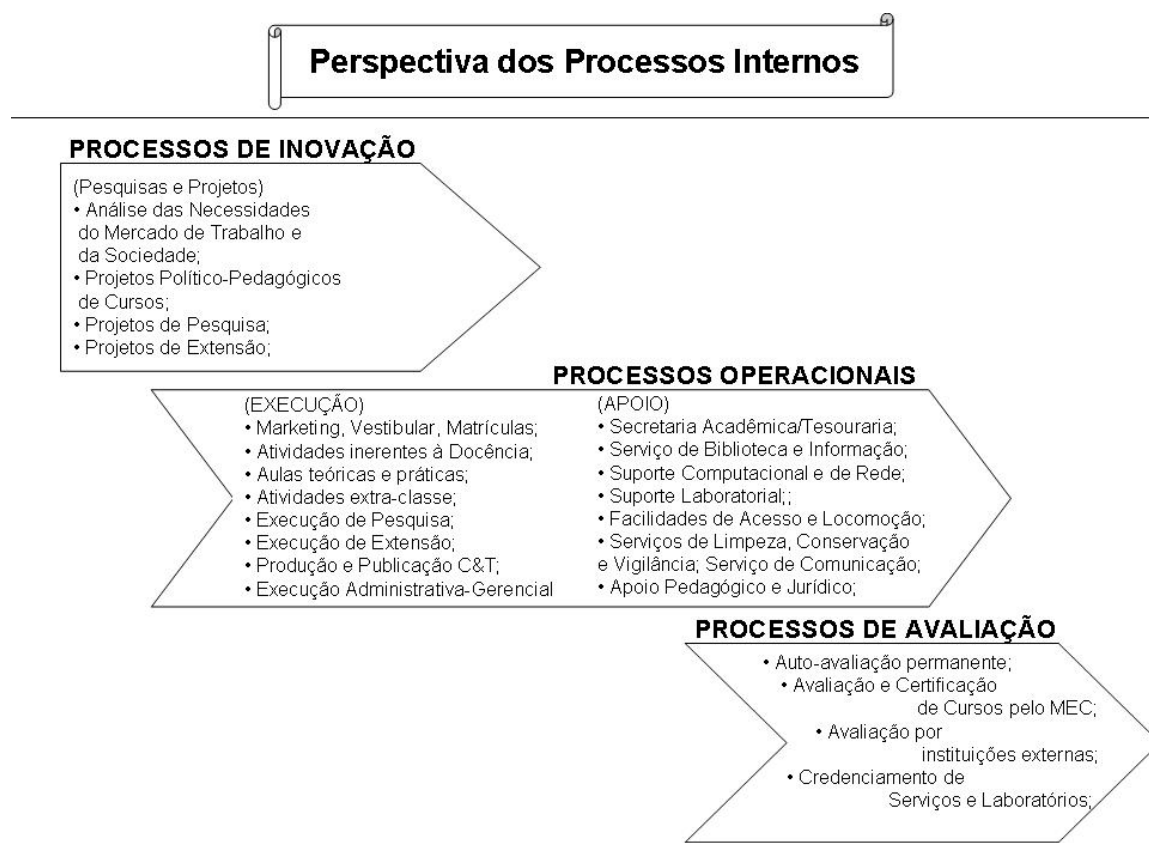 Perspectiva dos Processos Internos
PROCESSOS DE INOVAÇÃO
(Pesquisas e Projetos)
• Análise das Necessidades
do Mercado de Trabalho e
da Sociedade;
• Projetos Político-Pedagógicos
de Cursos;
• Projetos de Pesquisa;
• Projetos de Extensão;
PROCESSOS OPERACIONAIS
(EXECUÇÃO)
• Marketing, Vestibular, Matrículas;
• Atividades inerentes à Docência;
• Aulas teóricas e práticas;
• Atividades extra-classe;
• Execução de Pesquisa;
• Execução de Extensão;
• Produção e Publicação C&T;
• Execução Administrativa-Gerencial
(APOIO)
• Secretaria Acadêmica/Tesouraria;
• Serviço de Biblioteca e Informação;
• Suporte Computacional e de Rede;
• Suporte Laboratorial;;
• Facilidades de Acesso e Locomoção;
• Serviços de Limpeza, Conservação
e Vigilância; Serviço de Comunicação;
• Apoio Pedagógico e Jurídico;
PROCESSOS DE AVALIAÇÃO
• Auto-avaliação permanente;
• Avaliação e Certificação
de Cursos pelo MEC;
• Avaliação por
instituições externas;
• Credenciamento de
Serviços e Laboratórios;